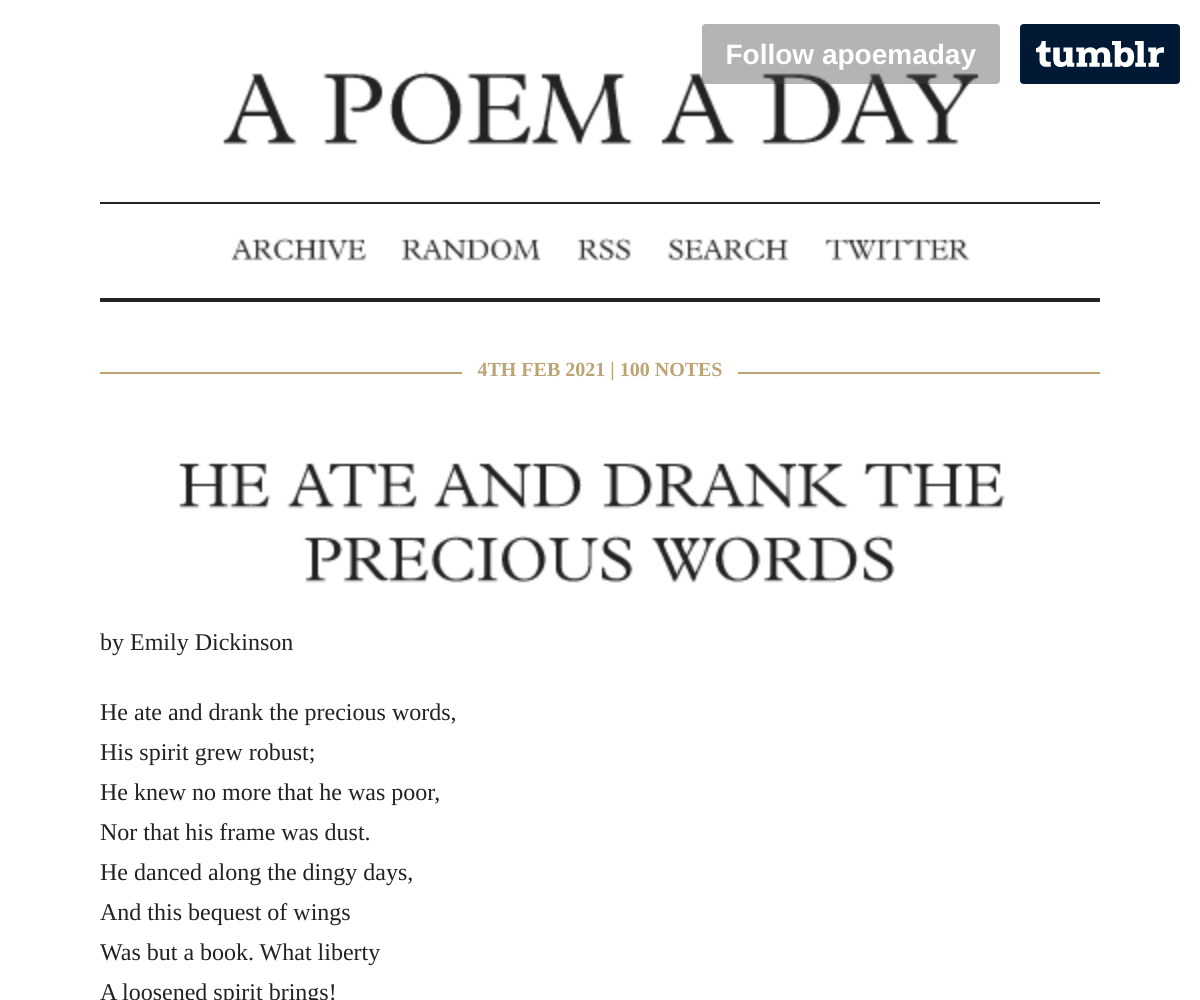 Follow apoemaday
tumblr
A POEM A DAY
ARCHIVE RANDOM RSS SEARCH TWITTER
4TH FEB 2021 | 100 NOTES
HE ATE AND DRANK THE
PRECIOUS WORDS
by Emily Dickinson
He ate and drank the precious words,
His spirit grew robust;
He knew no more that he was poor,
Nor that his frame was dust.
He danced along the dingy days,
And this bequest of wings
Was but a book. What liberty
A loosened spirit brings!